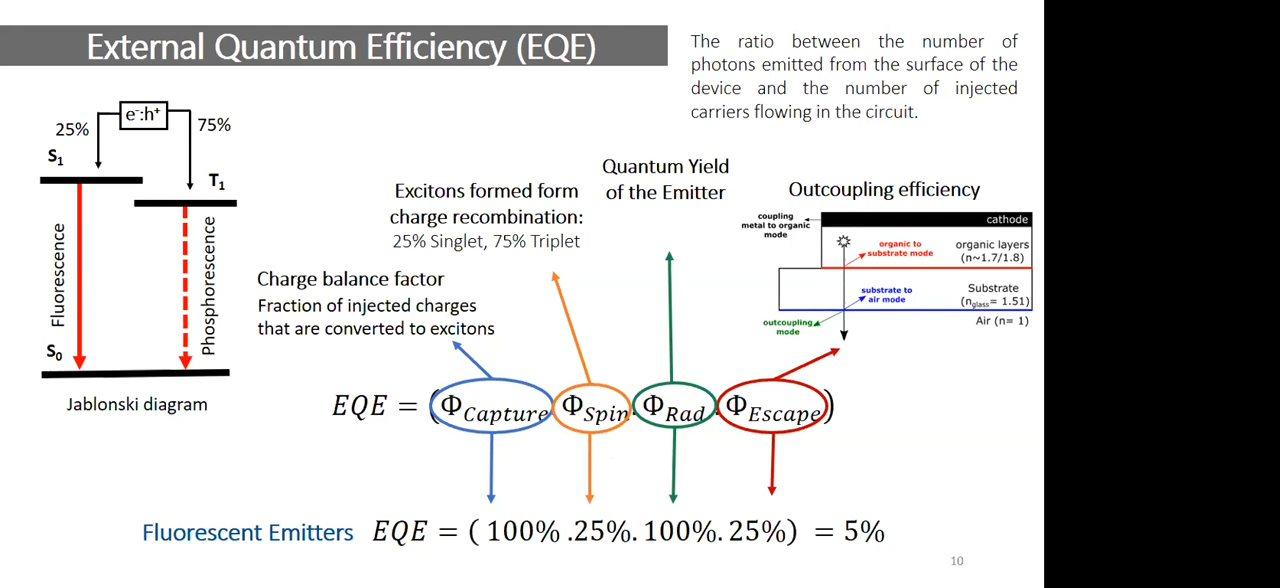 External Quantum Efficiency (EQE)
The ratio between the number of
photons emitted from the surface of the
device and the number of injected
carriers flowing in the circuit.
e⁻:h⁺
25%
75%
S₁
T₁
Fluorescence
Phosphorescence
S₀
Jablonski diagram
Charge balance factor
Fraction of injected charges
that are converted to excitons
Excitons formed form
charge recombination:
25% Singlet, 75% Triplet
Quantum Yield
of the Emitter
Outcoupling efficiency
coupling
metal to organic
mode
cathode
organic to
substrate mode
organic layers
(n~1.7/1.8)
substrate to
air mode
Substrate
(n_glass= 1.51)
outcoupling
mode
Air (n= 1)
EQE = (Φ_Capture.Φ_Spin.Φ_Rad.Φ_Escape)
Fluorescent Emitters EQE = ( 100% .25%. 100%. 25%) = 5%
10